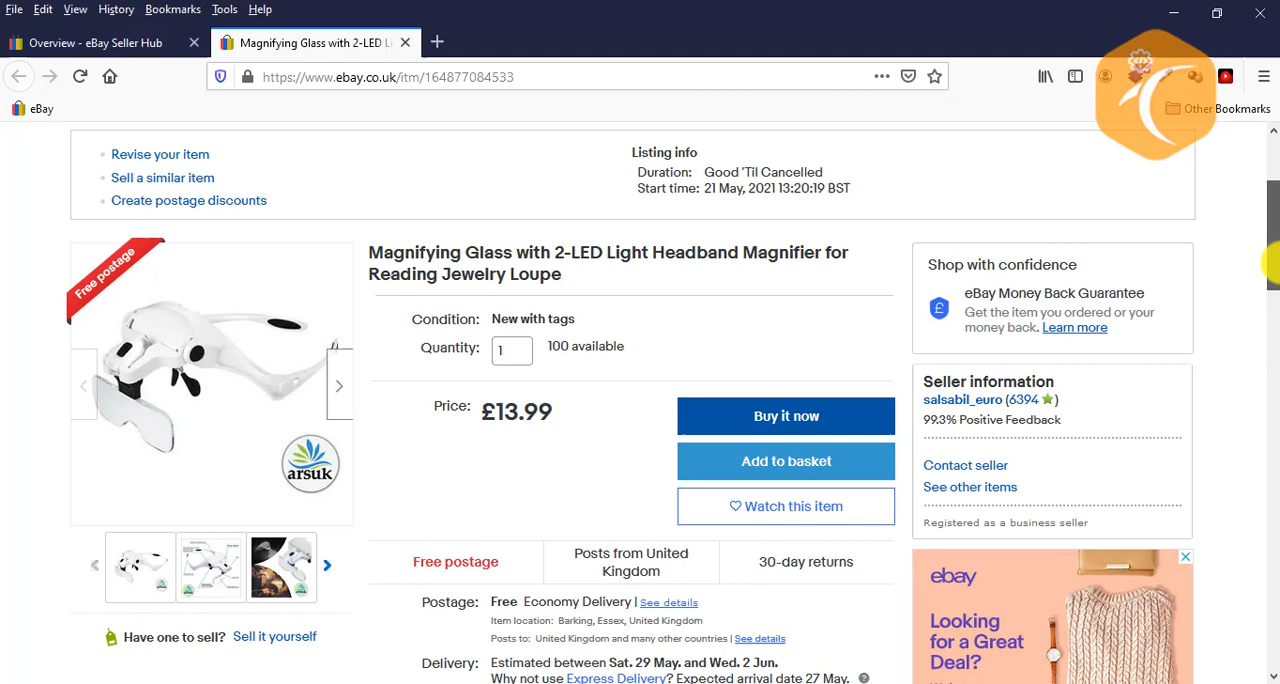 File Edit View History Bookmarks Tools Help
Overview - eBay Seller Hub
Magnifying Glass with 2-LED Li
https://www.ebay.co.uk/itm/164877084533
eBay
Other Bookmarks
Revise your item
Sell a similar item
Create postage discounts
Listing info
Duration: Good 'Til Cancelled
Start time: 21 May, 2021 13:20:19 BST
Free postage
arsuk
Have one to sell? Sell it yourself
Magnifying Glass with 2-LED Light Headband Magnifier for
Reading Jewelry Loupe
Condition: New with tags
Quantity: 1 100 available
Price: £13.99
Buy it now
Add to basket
Watch this item
Free postage
Posts from United
Kingdom
30-day returns
Postage: Free Economy Delivery | See details
Item location: Barking, Essex, United Kingdom
Posts to: United Kingdom and many other countries | See details
Delivery: Estimated between Sat. 29 May. and Wed. 2 Jun.
Why not use Express Delivery? Expected arrival date 27 May.
Shop with confidence
eBay Money Back Guarantee
Get the item you ordered or your
money back. Learn more
Seller information
salsabil_euro (6394)
99.3% Positive Feedback
Contact seller
See other items
Registered as a business seller
ebay
Looking
for a Great
Deal?